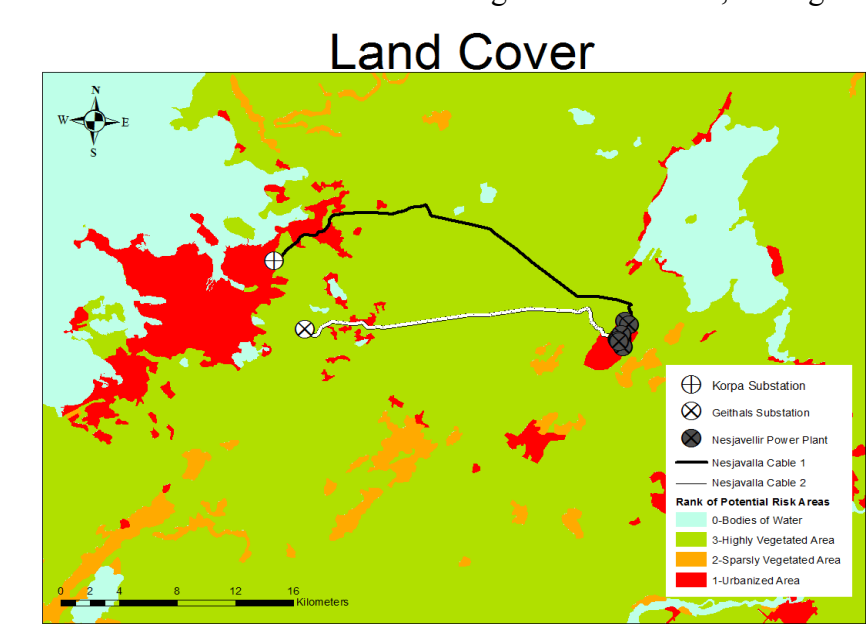 Land Cover
N
W E
S
Korpa Substation
Geithals Substation
Nesjavellir Power Plant
Nesjavalla Cable 1
Nesjavalla Cable 2
Rank of Potential Risk Areas
0-Bodies of Water
3-Highly Vegetated Area
2-Sparsly Vegetated Area
1-Urbanized Area
0 2 4 8 12 16
Kilometers